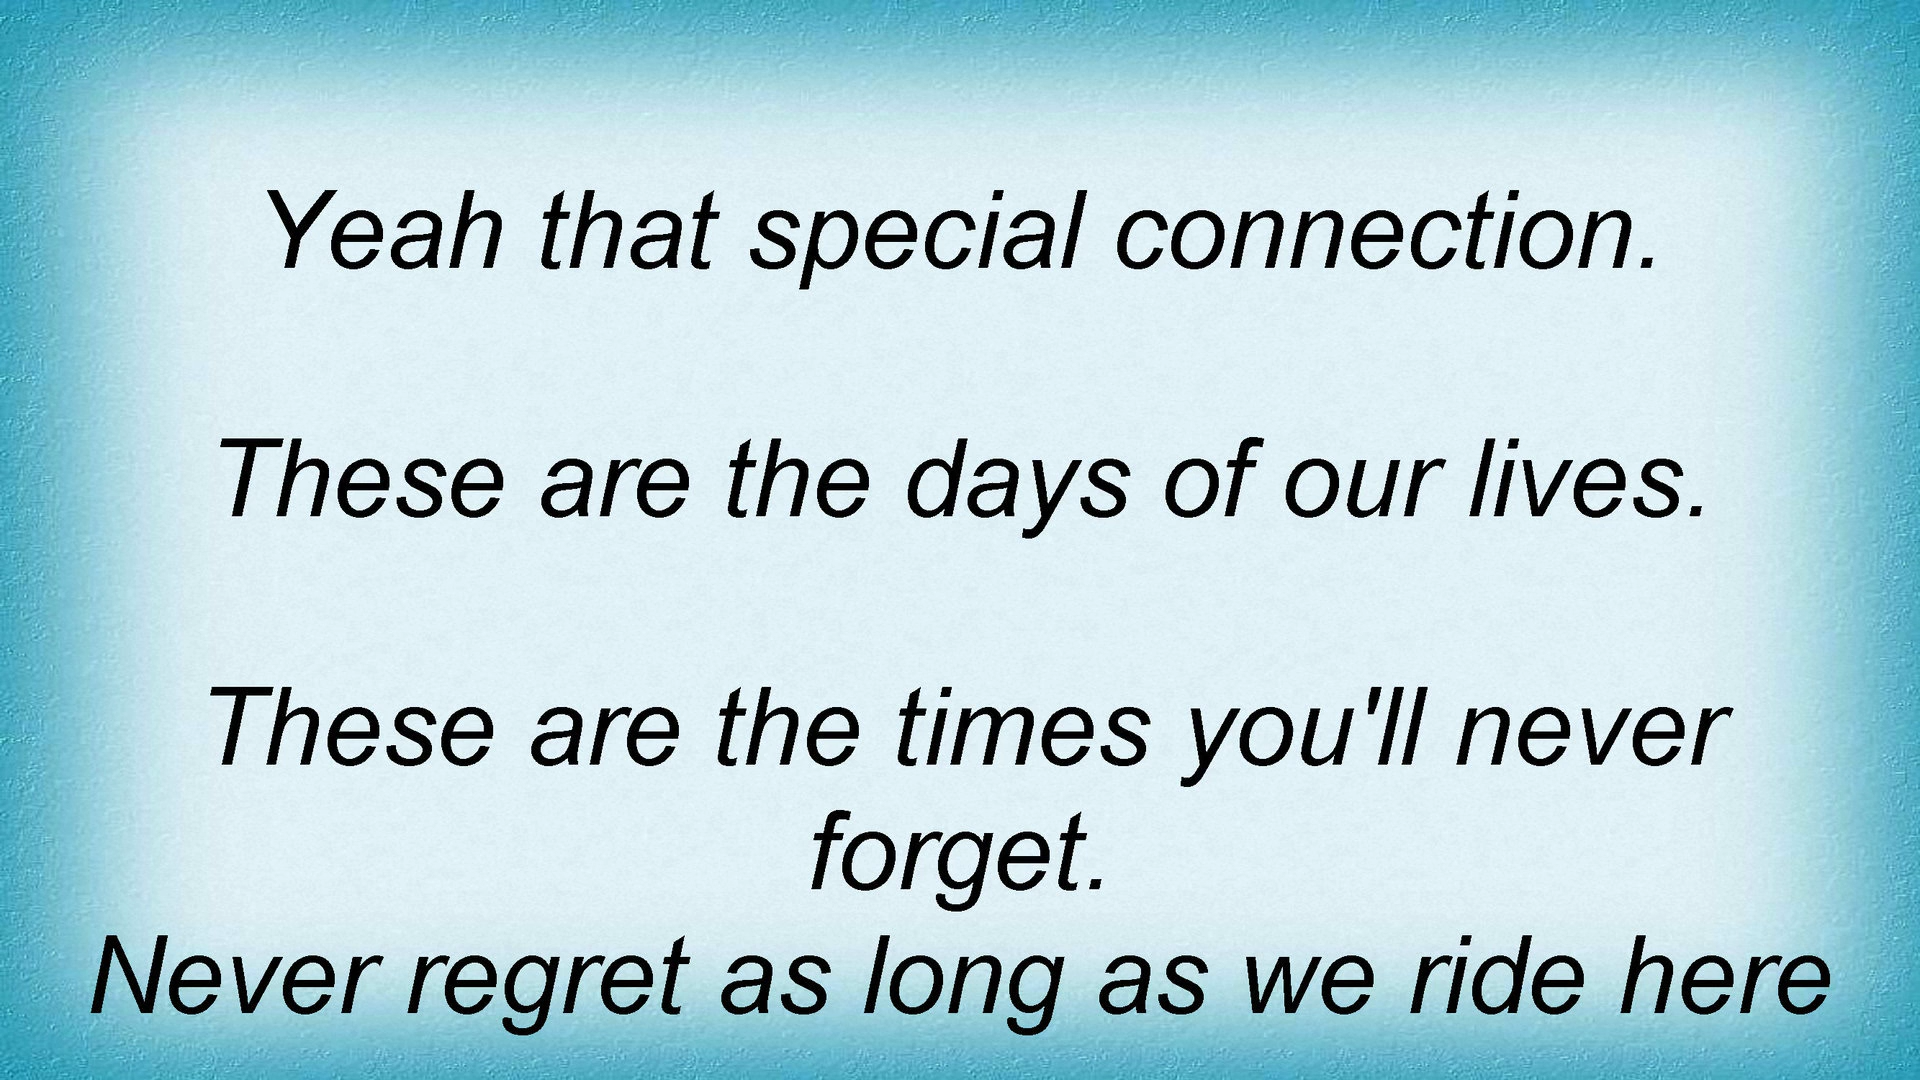 Yeah that special connection.
These are the days of our lives.
These are the times you'll never
forget.
Never regret as long as we ride here